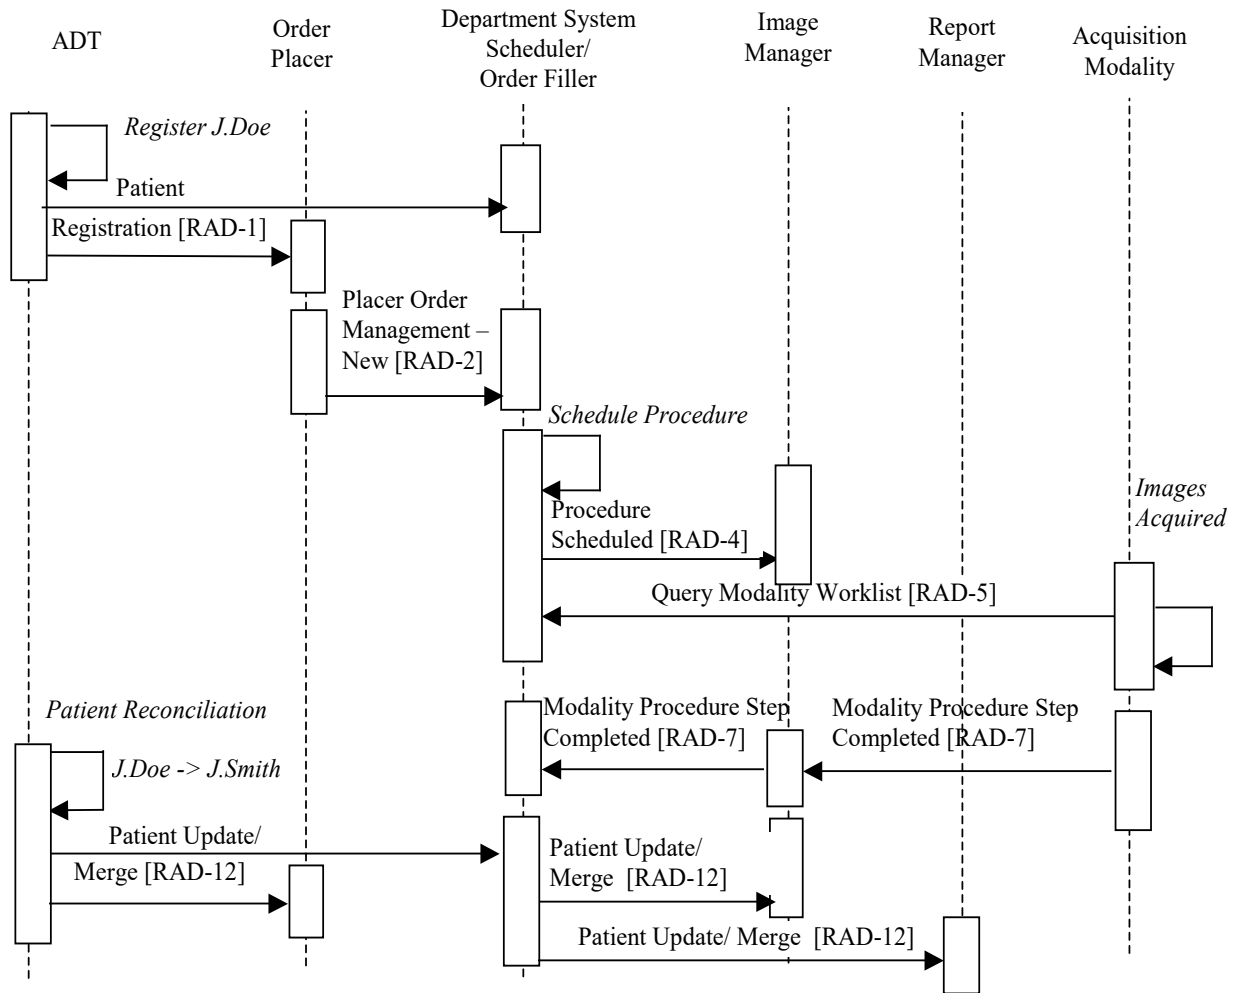 ADT
Order
Placer
Department System
Scheduler/
Order Filler
Image
Manager
Report
Manager
Acquisition
Modality
Register J.Doe
Patient
Registration [RAD-1]
Placer Order
Management –
New [RAD-2]
Schedule Procedure
Procedure
Scheduled [RAD-4]
Images
Acquired
Query Modality Worklist [RAD-5]
Modality Procedure Step
Completed [RAD-7]
Modality Procedure Step
Completed [RAD-7]
Patient Reconciliation
J.Doe -> J.Smith
Patient Update/
Merge [RAD-12]
Patient Update/
Merge  [RAD-12]
Patient Update/ Merge  [RAD-12]